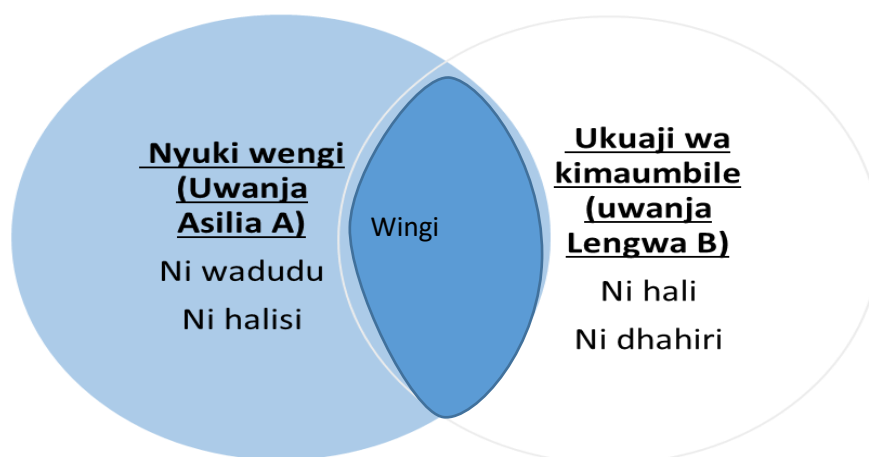 Nyuki wengi
(Uwanja
Asilia A)
Ni wadudu
Ni halisi
Wingi
Ukuaji wa
kimaumbile
(uwanja
Lengwa B)
Ni hali
Ni dhahiri